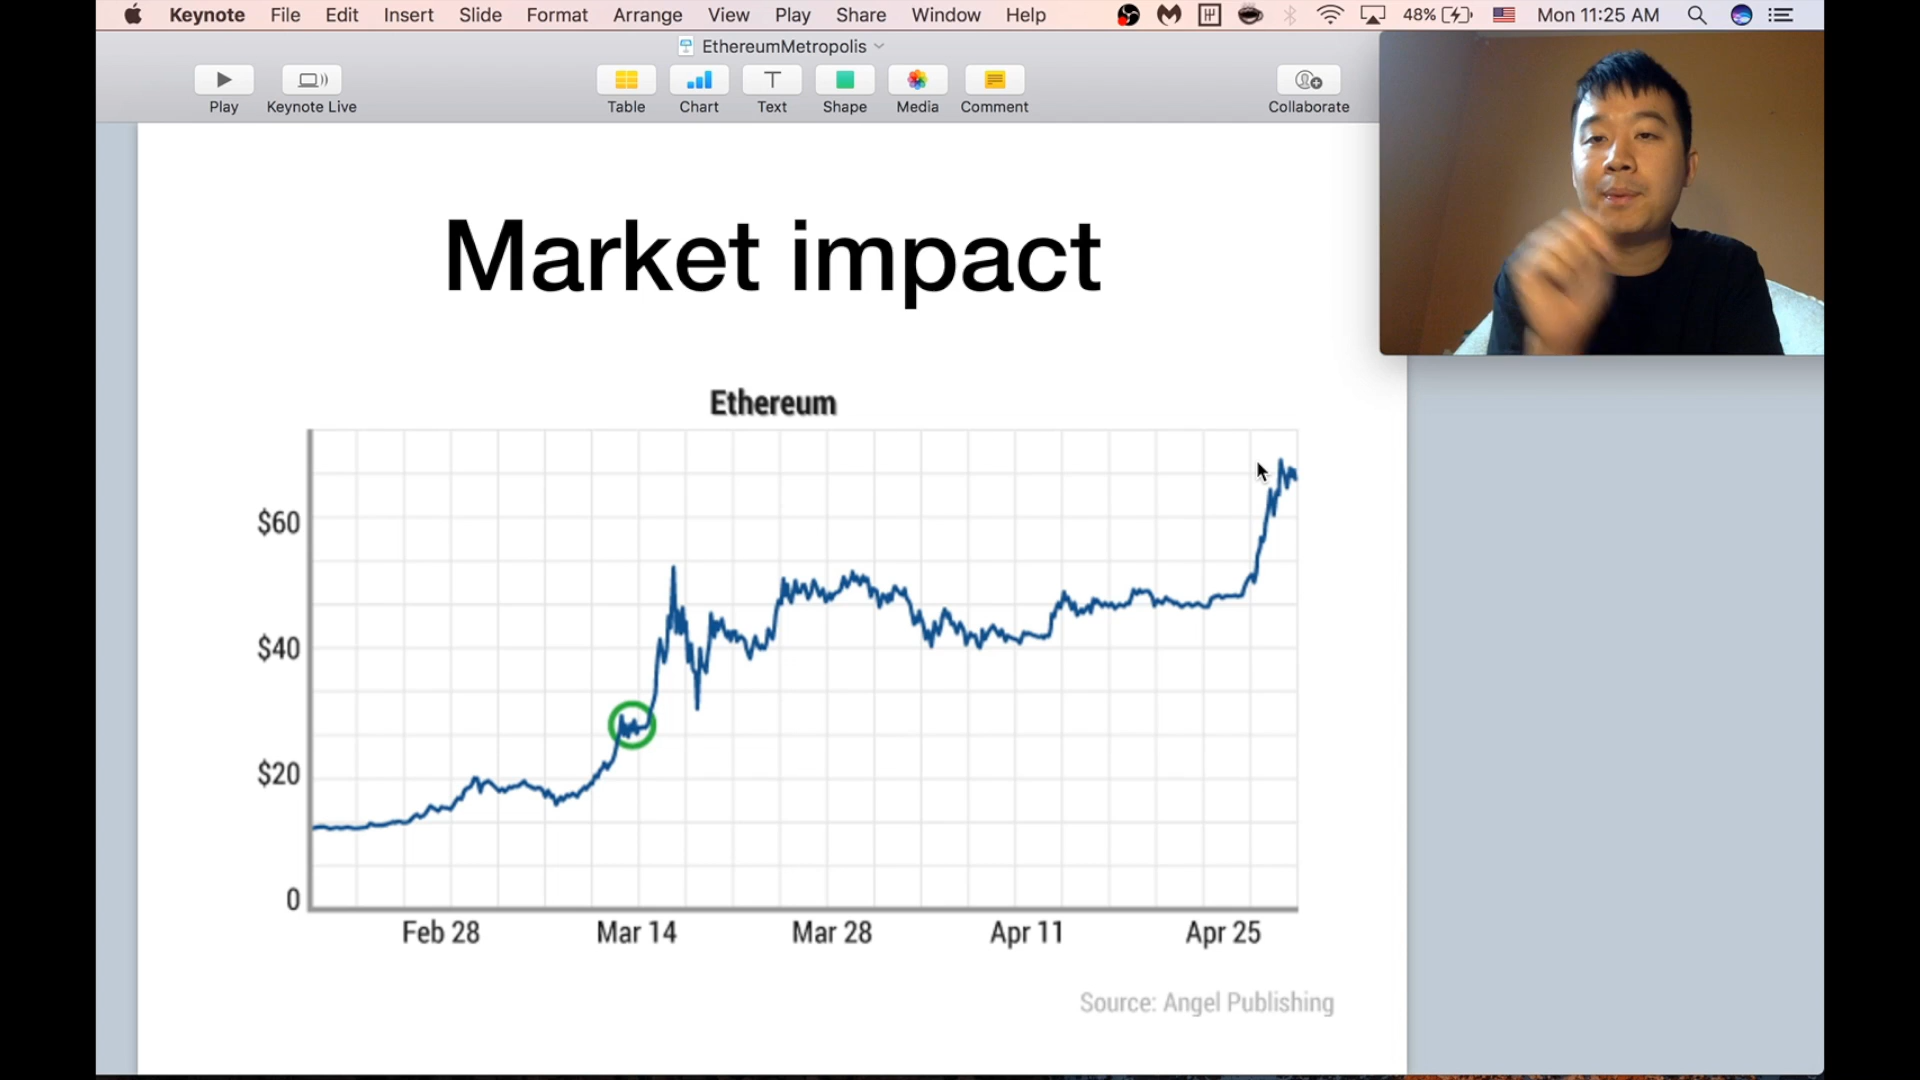 Keynote File Edit Insert Slide Format Arrange View Play Share Window Help 48% Mon 11:25 AM
EthereumMetropolis
Play Keynote Live Table Chart Text Shape Media Comment Collaborate
Market impact
Ethereum
$60
$40
$20
0
Feb 28 Mar 14 Mar 28 Apr 11 Apr 25
Source: Angel Publishing